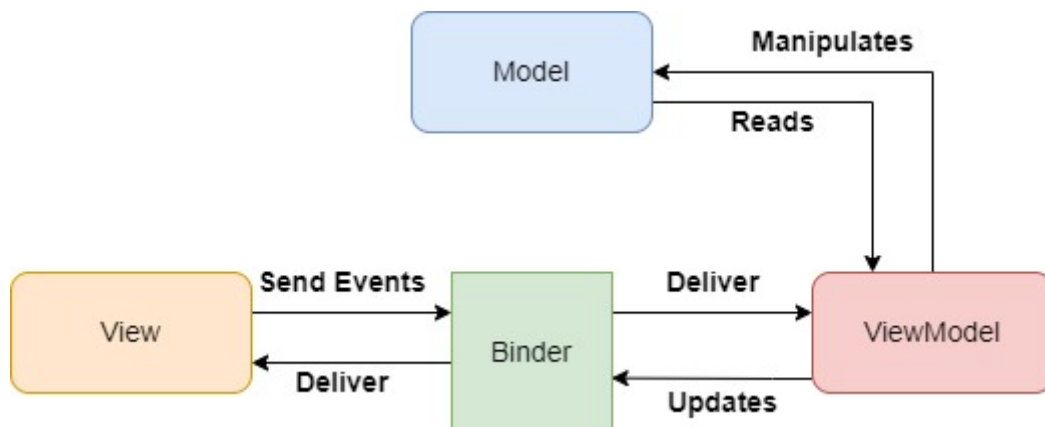 Manipulates
Model
Reads
Send Events
Deliver
View
Binder
ViewModel
Deliver
Updates